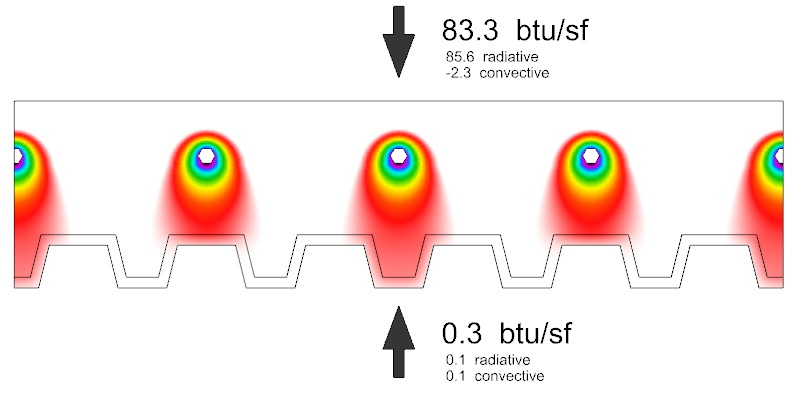 83.3 btu/sf
85.6 radiative
-2.3 convective
0.3 btu/sf
0.1 radiative
0.1 convective